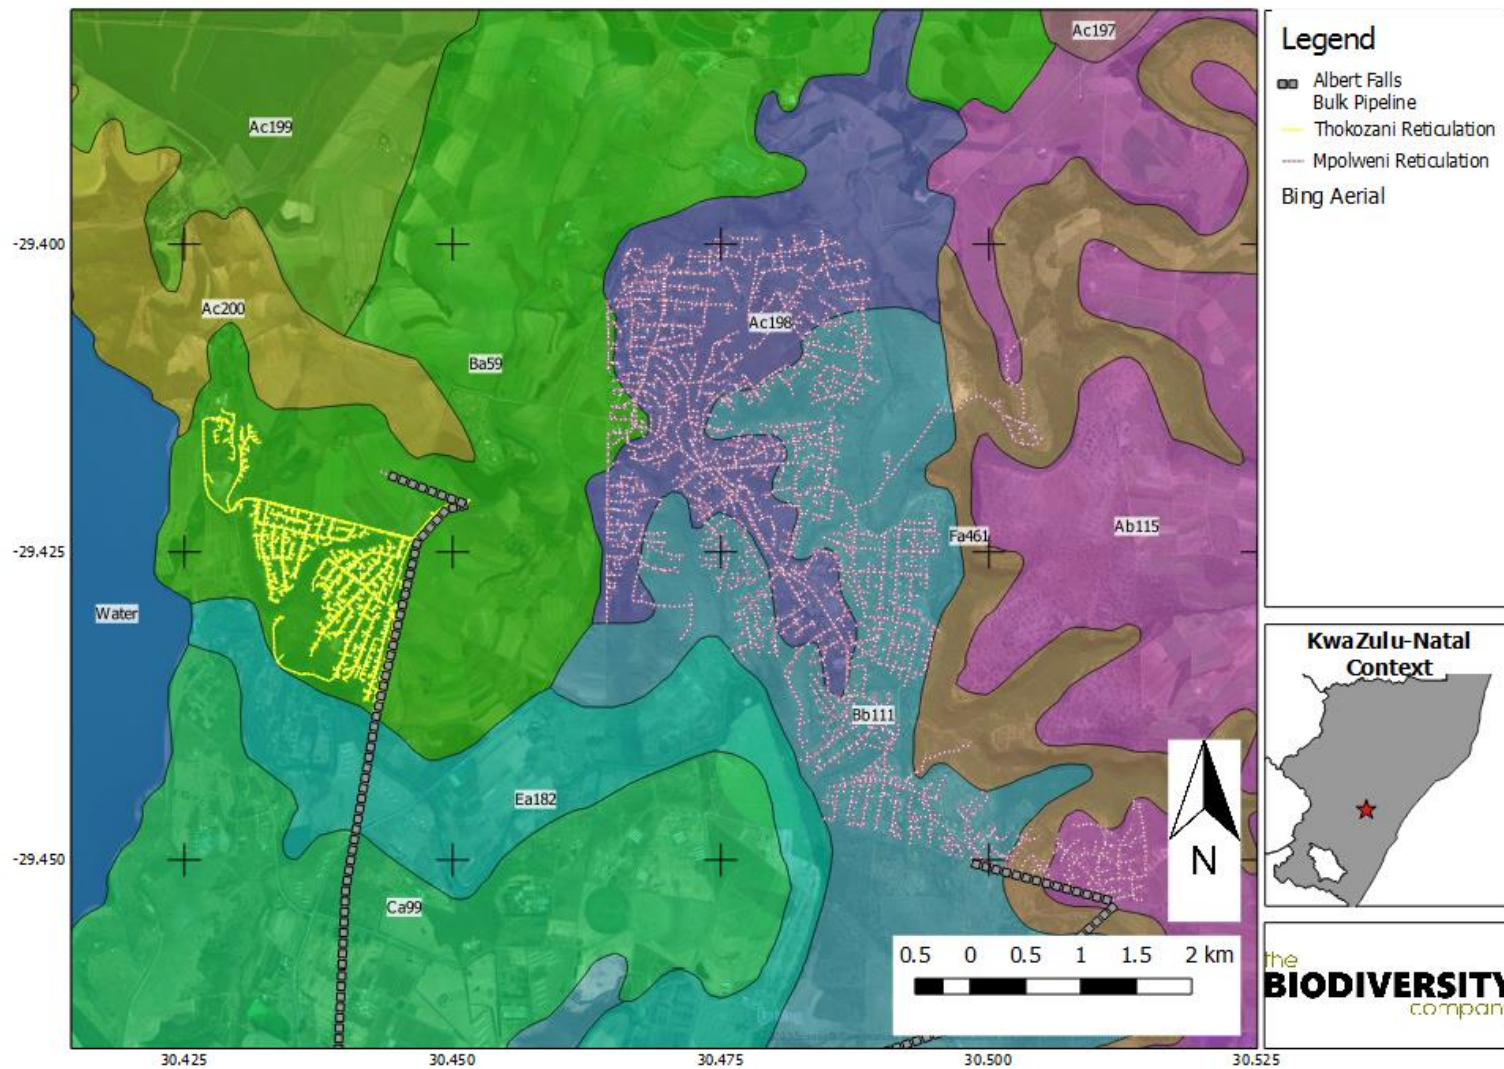 Legend
Albert Falls
Bulk Pipeline
Thokozani Reticulation
Mpolweni Reticulation
Bing Aerial
Ac197
Ac199
-29.400
Ac200
Ac198
Ba59
Ab115
Fa461
-29.425
Water
Bb111
Ea182
-29.450
Ca99
N
0.5 0 0.5 1 1.5 2 km
30.425 30.450 30.475 30.500 30.525
KwaZulu-Natal
Context
the
BIODIVERSITY
company